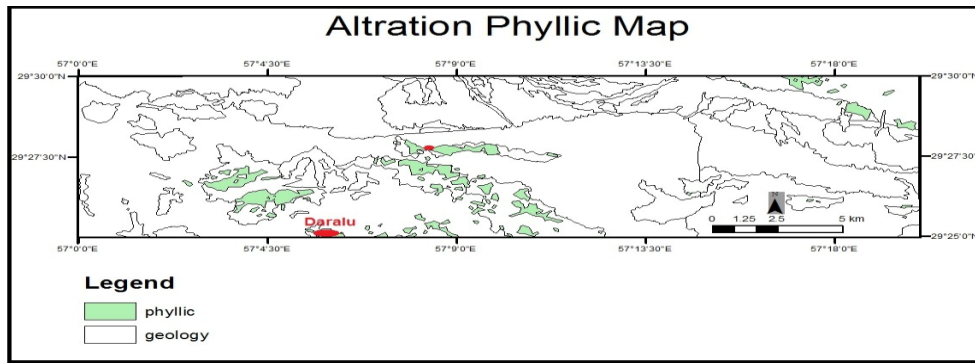 Altration Phyllic Map
57°0'0"E 57°4'30"E 57°9'0"E 57°13'30"E 57°18'0"E
29°30'0"N 29°30'0"N
29°27'30"N 29°27'30"N
N
Daralu
0 1.25 2.5 5 km
29°25'0"N 29°25'0"N
57°0'0"E 57°4'30"E 57°9'0"E 57°13'30"E 57°18'0"E
Legend
phyllic
geology